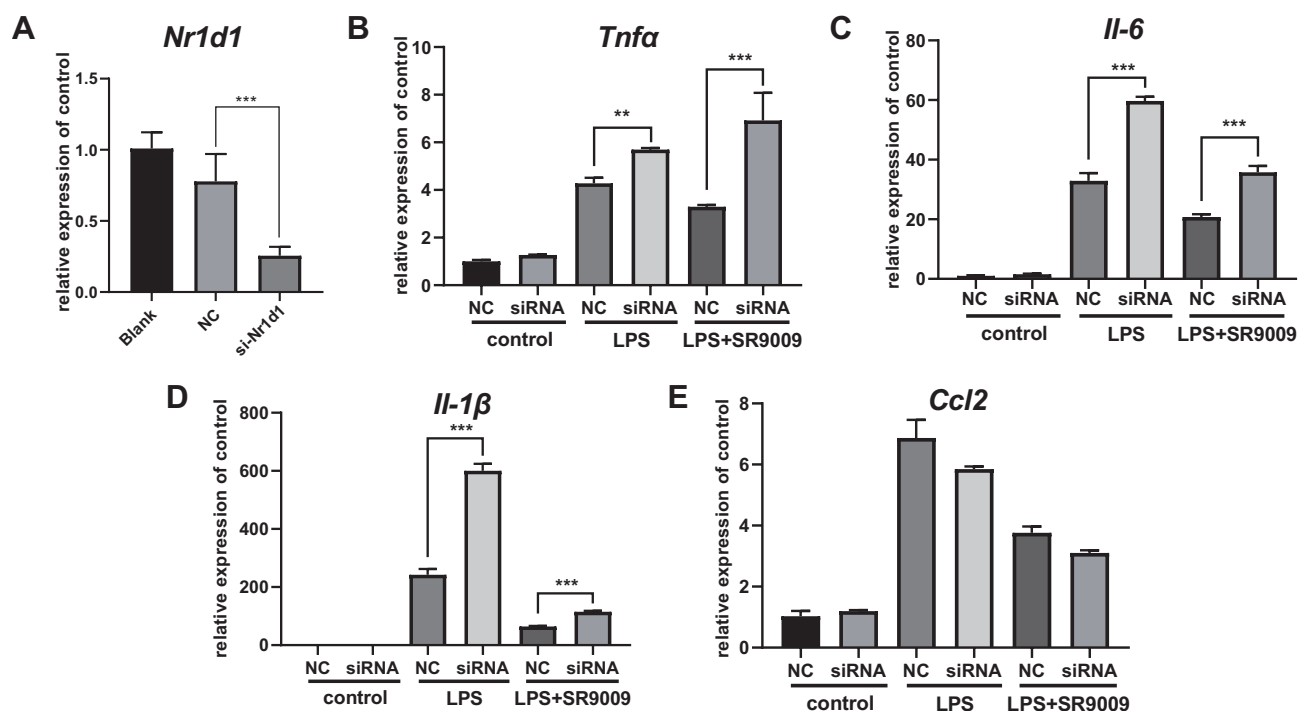 A
Nr1d1
relative expression of control
1.5
1.0
0.5
0.0
***
Blank
NC
si-Nr1d1
B
Tnfα
relative expression of control
10
8
6
4
2
0
**
***
NC siRNA NC siRNA NC siRNA
control LPS LPS+SR9009
C
Il-6
relative expression of control
80
60
40
20
0
***
***
NC siRNA NC siRNA NC siRNA
control LPS LPS+SR9009
D
Il-1β
relative expression of control
800
600
400
200
0
***
***
NC siRNA NC siRNA NC siRNA
control LPS LPS+SR9009
E
Ccl2
relative expression of control
8
6
4
2
0
NC siRNA NC siRNA NC siRNA
control LPS LPS+SR9009